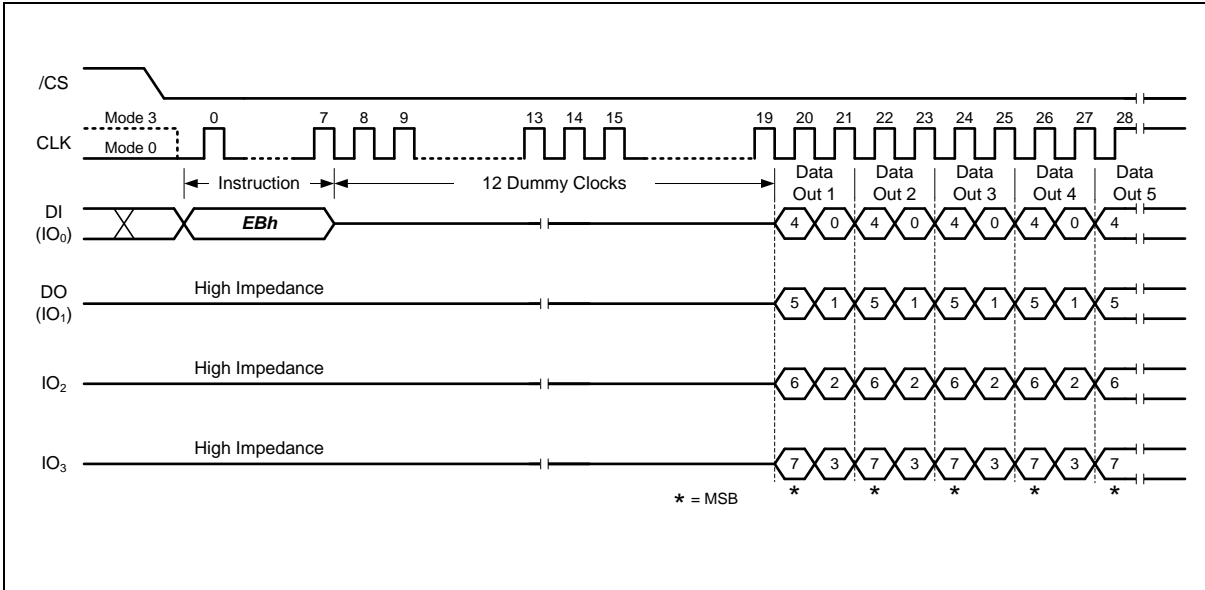 /CS
Mode 3 0 7 8 9 13 14 15 19 20 21 22 23 24 25 26 27 28
CLK
Mode 0
Instruction 12 Dummy Clocks Data Out 1 Data Out 2 Data Out 3 Data Out 4 Data Out 5
DI (IO0) EBh 4 0 4 0 4 0 4 0 4
High Impedance
DO (IO1) 5 1 5 1 5 1 5 1 5
High Impedance
IO2 6 2 6 2 6 2 6 2 6
High Impedance
IO3 7 3 7 3 7 3 7 3 7
* * * * *
* = MSB